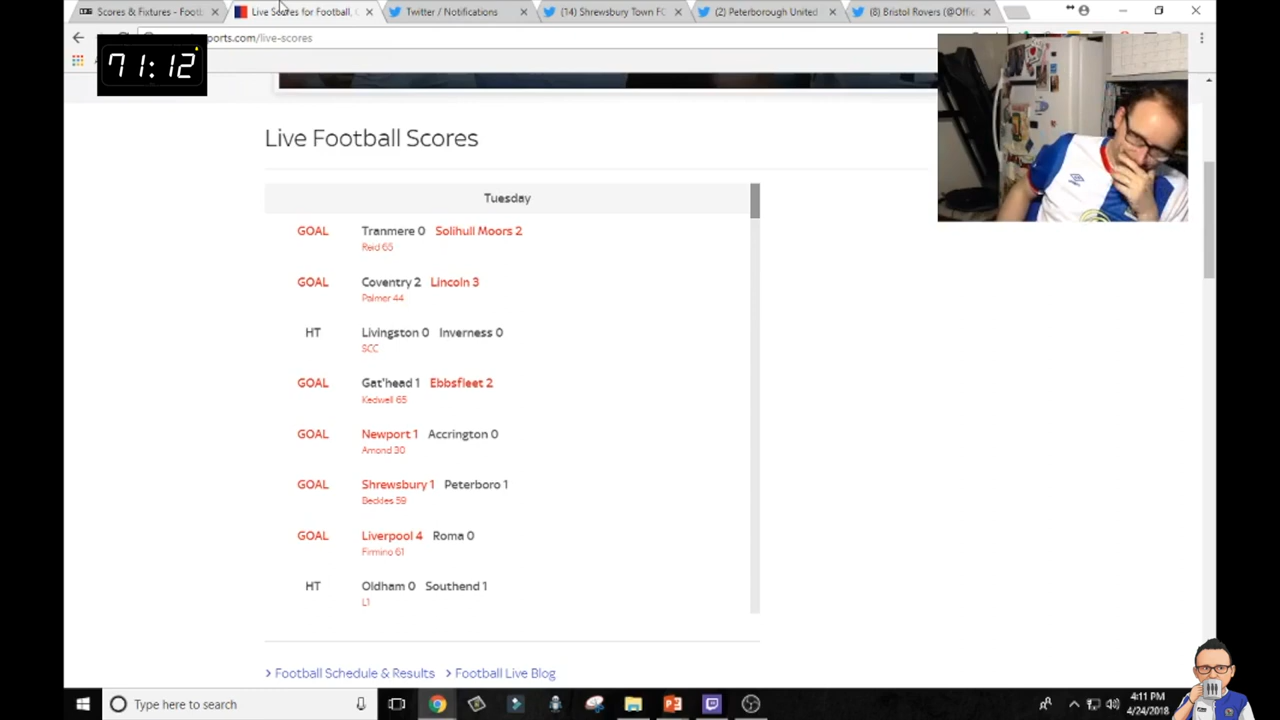 Scores & Fixtures - Footb
Live Scores for Football, C
Twitter / Notifications
(14) Shrewsbury Town FC
(2) Peterborough United
(8) Bristol Rovers (@Offic
ports.com/live-scores
71:12
Live Football Scores
Tuesday
GOAL Tranmere 0 Solihull Moors 2
Reid 65
GOAL Coventry 2 Lincoln 3
Palmer 44
HT Livingston 0 Inverness 0
SCC
GOAL Gat'head 1 Ebbsfleet 2
Kedwell 65
GOAL Newport 1 Accrington 0
Amond 30
GOAL Shrewsbury 1 Peterboro 1
Beckles 59
GOAL Liverpool 4 Roma 0
Firmino 61
HT Oldham 0 Southend 1
L1
> Football Schedule & Results > Football Live Blog
Type here to search
4:11 PM
4/24/2018